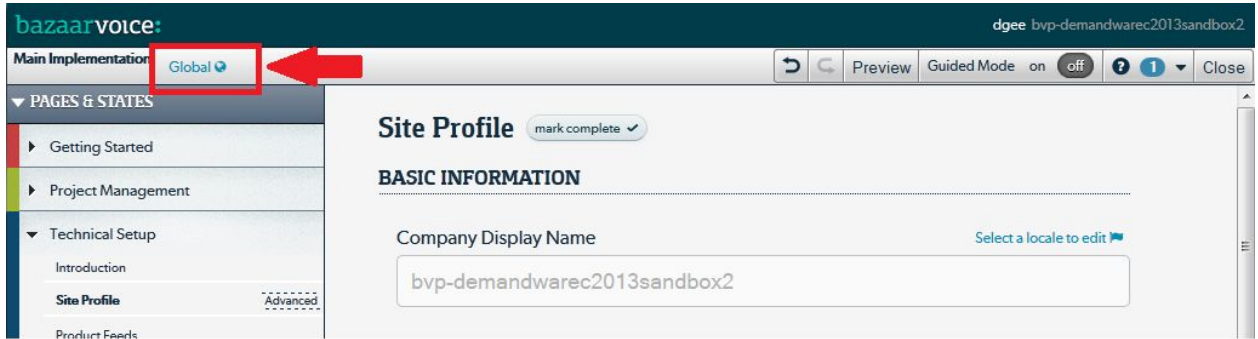 bazaarvoice:
dgee bvp-demandwarec2013sandbox2
Main Implementation Global
Preview Guided Mode on off ? 1 Close
PAGES & STATES
Getting Started
Project Management
Technical Setup
Introduction
Site Profile Advanced
Product Feeds
Site Profile mark complete
BASIC INFORMATION
Company Display Name Select a locale to edit
bvp-demandwarec2013sandbox2